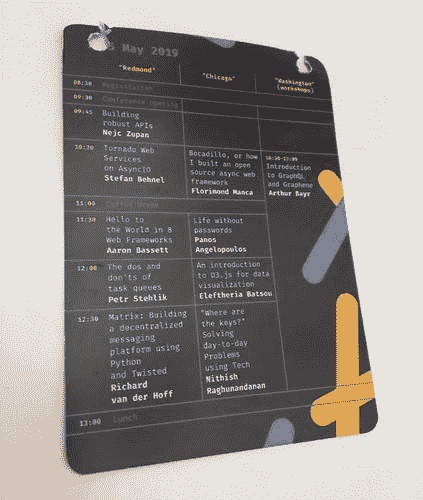 5 May 2019
"Redmond"
"Chicago"
"Washington"
(workshops)
08:30 Registration
09:30 Conference opening
09:45 Building
robust APIs
Nejc Zupan
10:30 Tornado Web
Services
on AsyncIO
Stefan Behnel
Bocadillo, or how
I built an open
source async web
framework
Florimond Manca
10:30-13:00
Introduction
to GraphQL
and Graphene
Arthur Bayr
11:00
11:30 Hello to
the World in 8
Web Frameworks
Aaron Bassett
Life without
passwords
Panos
Angelopoulos
12:00 The dos and
don'ts of
task queues
Petr Stehlik
An introduction
to D3.js for data
visualization
Eleftheria Batsou
12:30 Matrix: Building
a decentralized
messaging
platform using
Python
and Twisted
Richard
van der Hoff
"Where are
the keys?"
Solving
day-to-day
Problems
using Tech
Nithish
Raghunandanan
13:00 Lunch